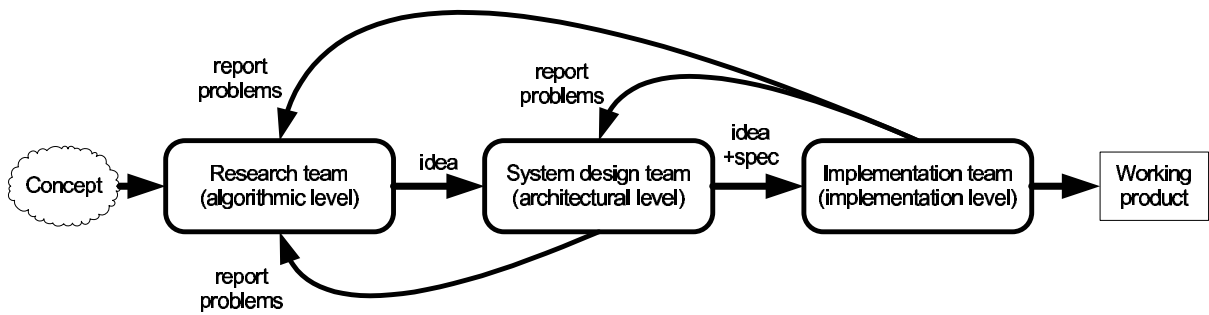 report
problems
report
problems
idea
+spec
idea
Concept
Research team
(algorithmic level)
System design team
(architectural level)
Implementation team
(implementation level)
Working
product
report
problems